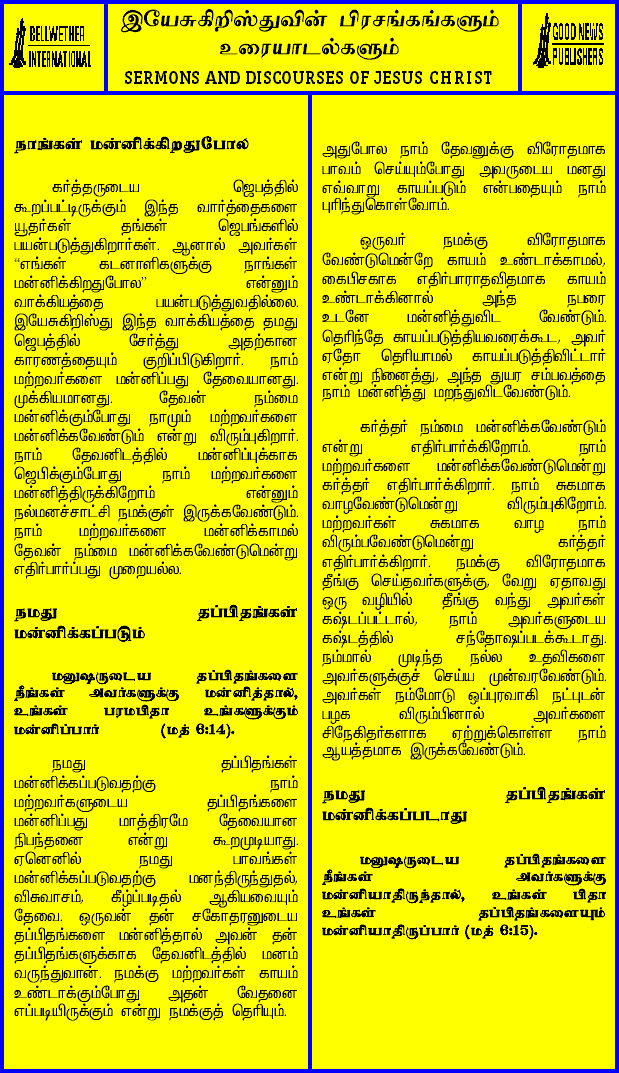 BELLWETHER
INTERNATIONAL
இயேசுகிறிஸ்துவின் பிரசங்கங்களும்
உரையாடல்களும்
SERMONS AND DISCOURSES OF JESUS CHRIST
GOOD NEWS
PUBLISHERS
நாங்கள் மன்னிக்கிறதுபோல
கர்த்தருடைய ஜெபத்தில்
கூறப்பட்டிருக்கும் இந்த வார்த்தைகளை
யூதர்கள் தங்கள் ஜெபங்களில்
பயன்படுத்துகிறார்கள். ஆனால் அவர்கள்
“எங்கள் கடனாளிகளுக்கு நாங்கள்
மன்னிக்கிறதுபோல” என்னும்
வாக்கியத்தை பயன்படுத்துவதில்லை.
இயேசுகிறிஸ்து இந்த வாக்கியத்தை தமது
ஜெபத்தில் சேர்த்து அதற்கான
காரணத்தையும் குறிப்பிடுகிறார். நாம்
மற்றவர்களை மன்னிப்பது தேவையானது.
முக்கியமானது. தேவன் நம்மை
மன்னிக்கும்போது நாமும் மற்றவர்களை
மன்னிக்கவேண்டும் என்று விரும்புகிறார்.
நாம் தேவனிடத்தில் மன்னிப்புக்காக
ஜெபிக்கும்போது நாம் மற்றவர்களை
மன்னித்திருக்கிறோம் என்னும்
நல்மனச்சாட்சி நமக்குள் இருக்கவேண்டும்.
நாம் மற்றவர்களை மன்னிக்காமல்
தேவன் நம்மை மன்னிக்கவேண்டுமென்று
எதிர்பார்ப்பது முறையல்ல.
நமது தப்பிதங்கள்
மன்னிக்கப்படும்
மனுஷருடைய தப்பிதங்களை
நீங்கள் அவர்களுக்கு மன்னித்தால்,
உங்கள் பரமபிதா உங்களுக்கும்
மன்னிப்பார் (மத் 6:14).
நமது தப்பிதங்கள்
மன்னிக்கப்படுவதற்கு நாம்
மற்றவர்களுடைய தப்பிதங்களை
மன்னிப்பது மாத்திரமே தேவையான
நிபந்தனை என்று கூறமுடியாது.
ஏனெனில் நமது பாவங்கள்
மன்னிக்கப்படுவதற்கு மனந்திருந்துதல்,
விசுவாசம், கீழ்ப்படிதல் ஆகியவையும்
தேவை. ஒருவன் தன் சகோதரனுடைய
தப்பிதங்களை மன்னித்தால் அவன் தன்
தப்பிதங்களுக்காக தேவனிடத்தில் மனம்
வருந்துவான். நமக்கு மற்றவர்கள் காயம்
உண்டாக்கும்போது அதன் வேதனை
எப்படியிருக்கும் என்று நமக்குத் தெரியும்.
அதுபோல நாம் தேவனுக்கு விரோதமாக
பாவம் செய்யும்போது அவருடைய மனது
எவ்வாறு காயப்படும் என்பதையும் நாம்
புரிந்துகொள்வோம்.
ஒருவர் நமக்கு விரோதமாக
வேண்டுமென்றே காயம் உண்டாக்காமல்,
கைபிசகாக எதிர்பாராதவிதமாக காயம்
உண்டாக்கினால் அந்த நபரை
உடனே மன்னித்துவிட வேண்டும்.
தெரிந்தே காயப்படுத்தியவரைக்கூட, அவர்
ஏதோ தெரியாமல் காயப்படுத்திவிட்டார்
என்று நினைத்து, அந்த துயர சம்பவத்தை
நாம் மன்னித்து மறந்துவிடவேண்டும்.
கர்த்தர் நம்மை மன்னிக்கவேண்டும்
என்று எதிர்பார்க்கிறோம். நாம்
மற்றவர்களை மன்னிக்கவேண்டுமென்று
கர்த்தர் எதிர்பார்க்கிறார். நாம் சுகமாக
வாழவேண்டுமென்று விரும்புகிறோம்.
மற்றவர்கள் சுகமாக வாழ நாம்
விரும்பவேண்டுமென்று கர்த்தர்
எதிர்பார்க்கிறார். நமக்கு விரோதமாக
தீங்கு செய்தவர்களுக்கு, வேறு ஏதாவது
ஒரு வழியில் தீங்கு வந்து அவர்கள்
கஷ்டப்பட்டால், நாம் அவர்களுடைய
கஷ்டத்தில் சந்தோஷப்படக்கூடாது.
நம்மால் முடிந்த நல்ல உதவிகளை
அவர்களுக்குச் செய்ய முன்வரவேண்டும்.
அவர்கள் நம்மோடு ஒப்புரவாகி நட்புடன்
பழக விரும்பினால் அவர்களை
சிநேகிதர்களாக ஏற்றுக்கொள்ள நாம்
ஆயத்தமாக இருக்கவேண்டும்.
நமது தப்பிதங்கள்
மன்னிக்கப்படாது
மனுஷருடைய தப்பிதங்களை
நீங்கள் அவர்களுக்கு
மன்னியாதிருந்தால், உங்கள் பிதா
உங்கள் தப்பிதங்களையும்
மன்னியாதிருப்பார் (மத் 6:15).